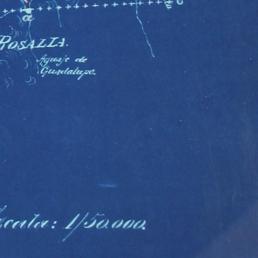 a
ROSALIA.
Aguaje de
Guadalupe.
Escala: 1/50.000.